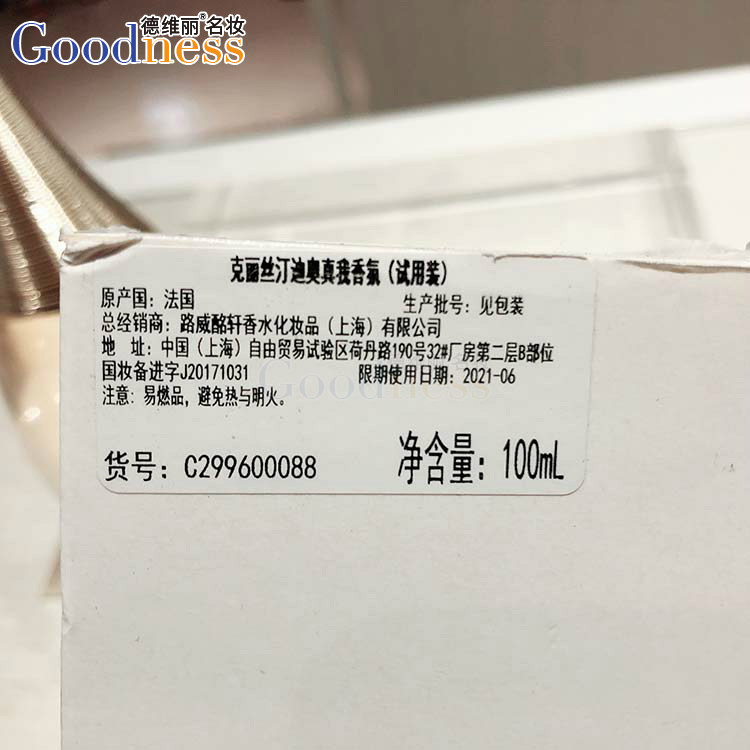 德维丽®名妆
Goodness
克丽丝汀迪奥真我香氛（试用装）
原产国：法国 生产批号：见包装
总经销商：路威酩轩香水化妆品（上海）有限公司
地 址：中国（上海）自由贸易试验区荷丹路190号32#厂房第二层B部位
国妆备进字J20171031 限期使用日期：2021-06
注意：易燃品，避免热与明火。
Goodness
货号：C299600088 净含量：100mL